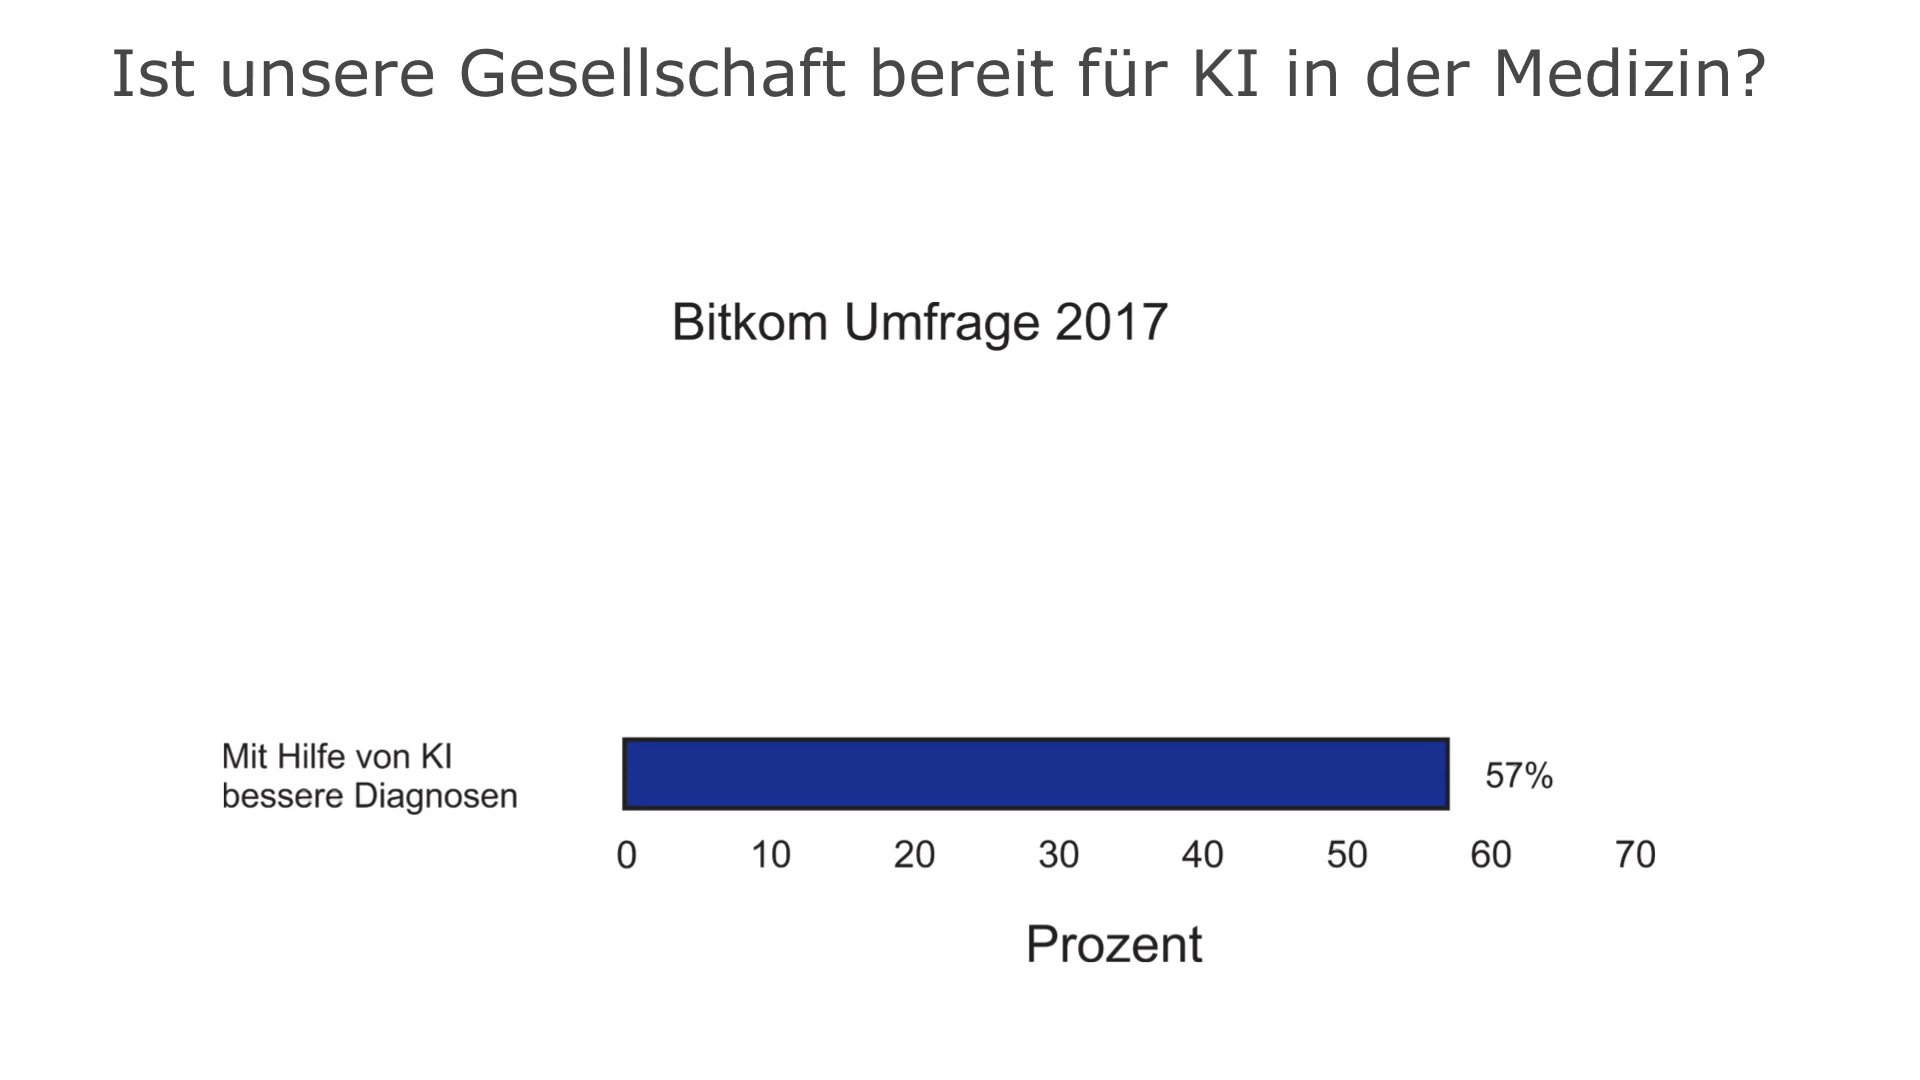 Ist unsere Gesellschaft bereit für KI in der Medizin?
Bitkom Umfrage 2017
Mit Hilfe von KI
bessere Diagnosen
57%
0 10 20 30 40 50 60 70
Prozent